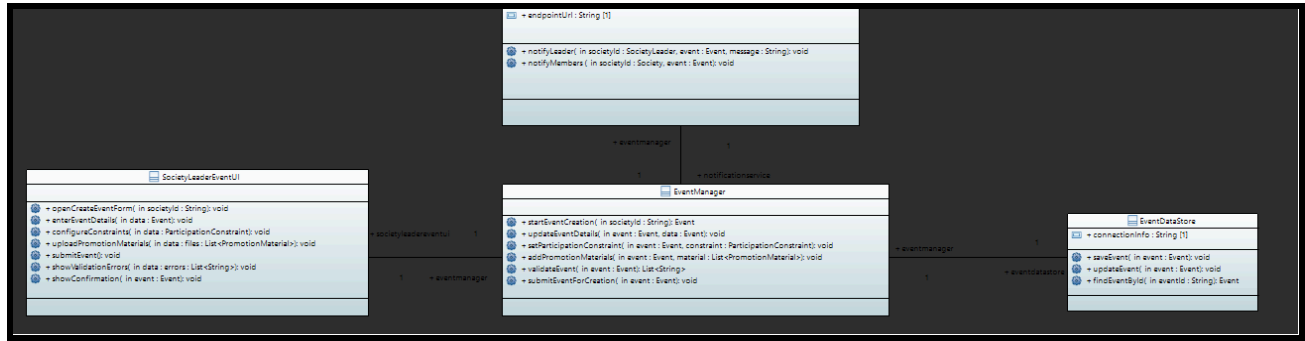 + endpointUrl : String [1]
+ notifyLeader( in societyId : SocietyLeader, event : Event, message : String): void
+ notifyMembers ( in societyId : Society, event : Event): void
+ eventmanager
1
1
+ notificationservice
SocietyLeaderEventUI
+ openCreateEventForm( in societyId : String): void
+ enterEventDetails( in data : Event): void
+ configureConstraints( in data : ParticipationConstraint): void
+ uploadPromotionMaterials( in data : files : List<PromotionMaterial>): void
+ submitEvent(): void
+ showValidationErrors( in data : errors : List<String>): void
+ showConfirmation( in event : Event): void
+ societyleadereventui
1
1
+ eventmanager
EventManager
+ startEventCreation( in societyId : String): Event
+ updateEventDetails( in event : Event, data : Event): void
+ setParticipationConstraint( in event : Event, constraint : ParticipationConstraint): void
+ addPromotionMaterials( in event : Event, material : List<PromotionMaterial>): void
+ validateEvent( in event : Event): List<String>
+ submitEventForCreation( in event : Event): void
+ eventmanager
1
1
+ eventdatastore
EventDataStore
+ connectionInfo : String [1]
+ saveEvent( in event : Event): void
+ updateEvent( in event : Event): void
+ findEventById( in eventId : String): Event